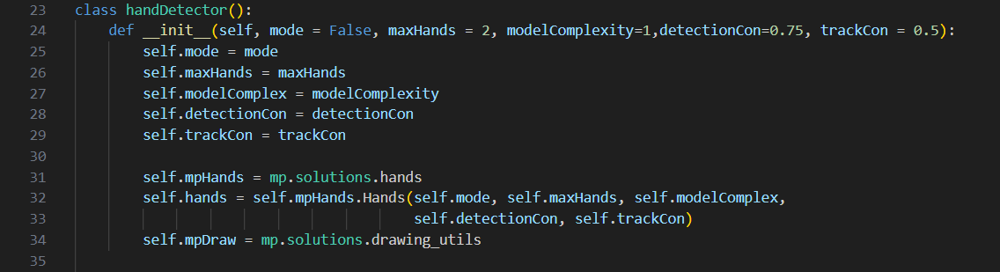 23 class handDetector():
24     def __init__(self, mode = False, maxHands = 2, modelComplexity=1,detectionCon=0.75, trackCon = 0.5):
25         self.mode = mode
26         self.maxHands = maxHands
27         self.modelComplex = modelComplexity
28         self.detectionCon = detectionCon
29         self.trackCon = trackCon
30
31         self.mpHands = mp.solutions.hands
32         self.hands = self.mpHands.Hands(self.mode, self.maxHands, self.modelComplex,
33                                         self.detectionCon, self.trackCon)
34         self.mpDraw = mp.solutions.drawing_utils
35